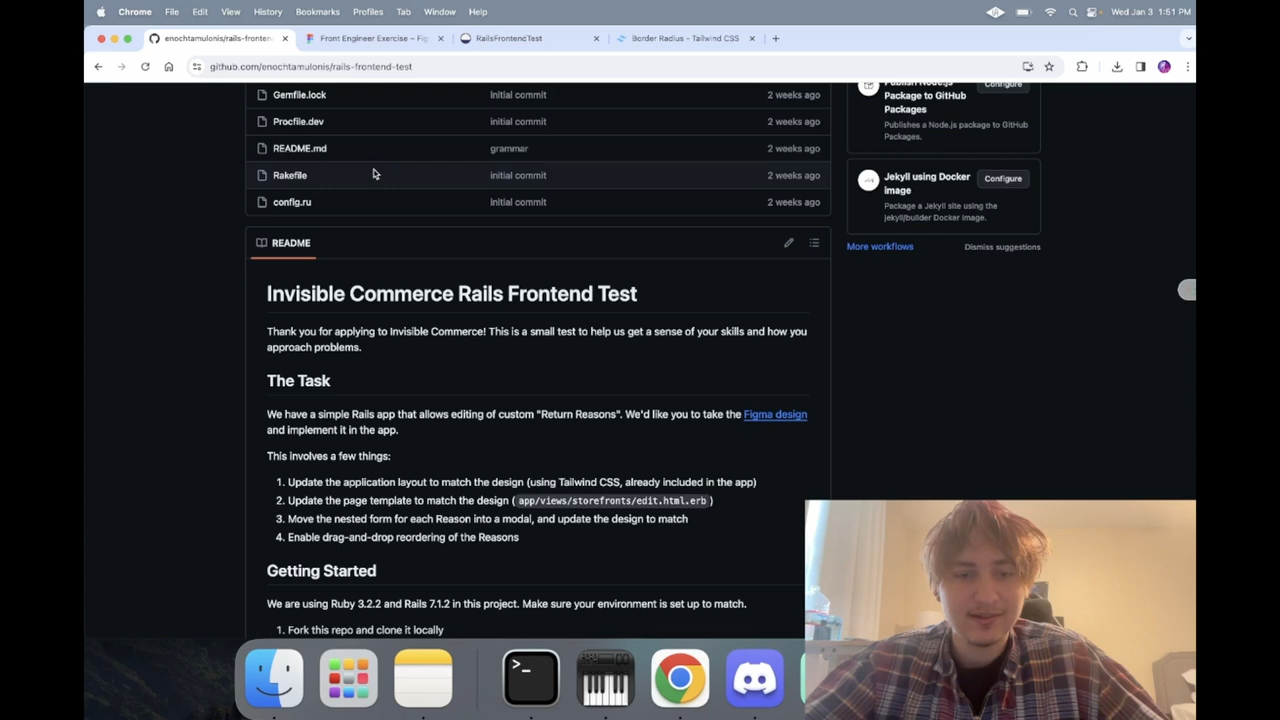 Chrome File Edit View History Bookmarks Profiles Tab Window Help Wed Jan 3 1:51 PM
enochtamulonis/rails-fronten Front Engineer Exercise – Fig RailsFrontendTest Border Radius - Tailwind CSS
github.com/enochtamulonis/rails-frontend-test
Gemfile.lock initial commit 2 weeks ago
Procfile.dev initial commit 2 weeks ago
README.md grammar 2 weeks ago
Rakefile initial commit 2 weeks ago
config.ru initial commit 2 weeks ago
Publish Node.js Configure
Package to GitHub
Packages
Publishes a Node.js package to GitHub
Packages.
Jekyll using Docker Configure
image
Package a Jekyll site using the
jekyll/builder Docker image.
More workflows Dismiss suggestions
README
Invisible Commerce Rails Frontend Test
Thank you for applying to Invisible Commerce! This is a small test to help us get a sense of your skills and how you
approach problems.
The Task
We have a simple Rails app that allows editing of custom "Return Reasons". We'd like you to take the Figma design
and implement it in the app.
This involves a few things:
1. Update the application layout to match the design (using Tailwind CSS, already included in the app)
2. Update the page template to match the design ( app/views/storefronts/edit.html.erb )
3. Move the nested form for each Reason into a modal, and update the design to match
4. Enable drag-and-drop reordering of the Reasons
Getting Started
We are using Ruby 3.2.2 and Rails 7.1.2 in this project. Make sure your environment is set up to match.
1. Fork this repo and clone it locally